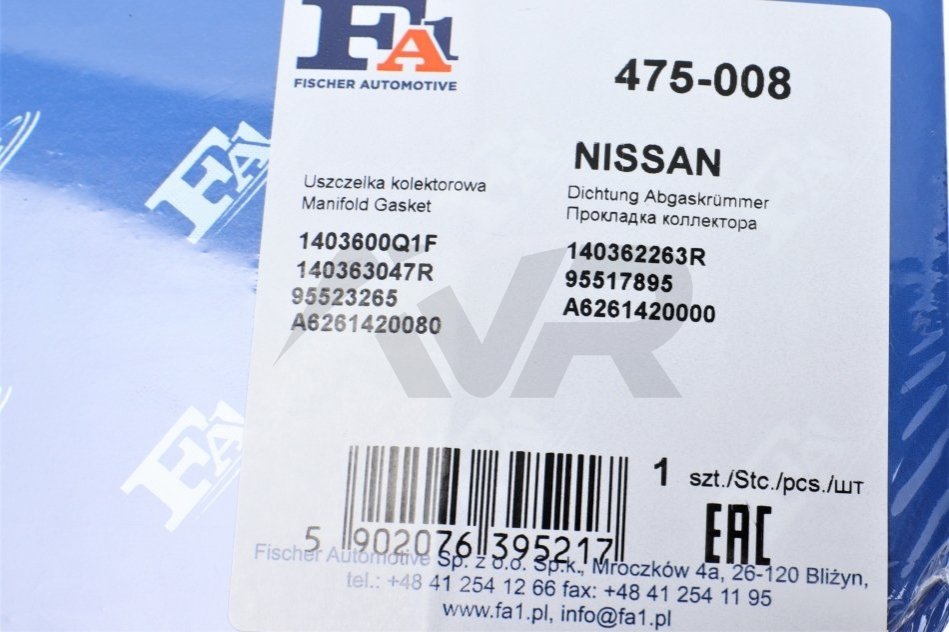 FA1
FISCHER AUTOMOTIVE
475-008
NISSAN
Uszczelka kolektorowa
Manifold Gasket
Dichtung Abgaskrümmer
Прокладка коллектора
1403600Q1F
140363047R
95523265
A6261420080
140362263R
95517895
A6261420000
VR
1 szt./Stc./pcs./шт
EAC
5 902076 395217
Fischer Automotive Sp. z o.o. Sp.k., Mroczków 4a, 26-120 Bliżyn,
tel.: +48 41 254 12 66 fax: +48 41 254 11 95
www.fa1.pl, info@fa1.pl
FA1
FA1